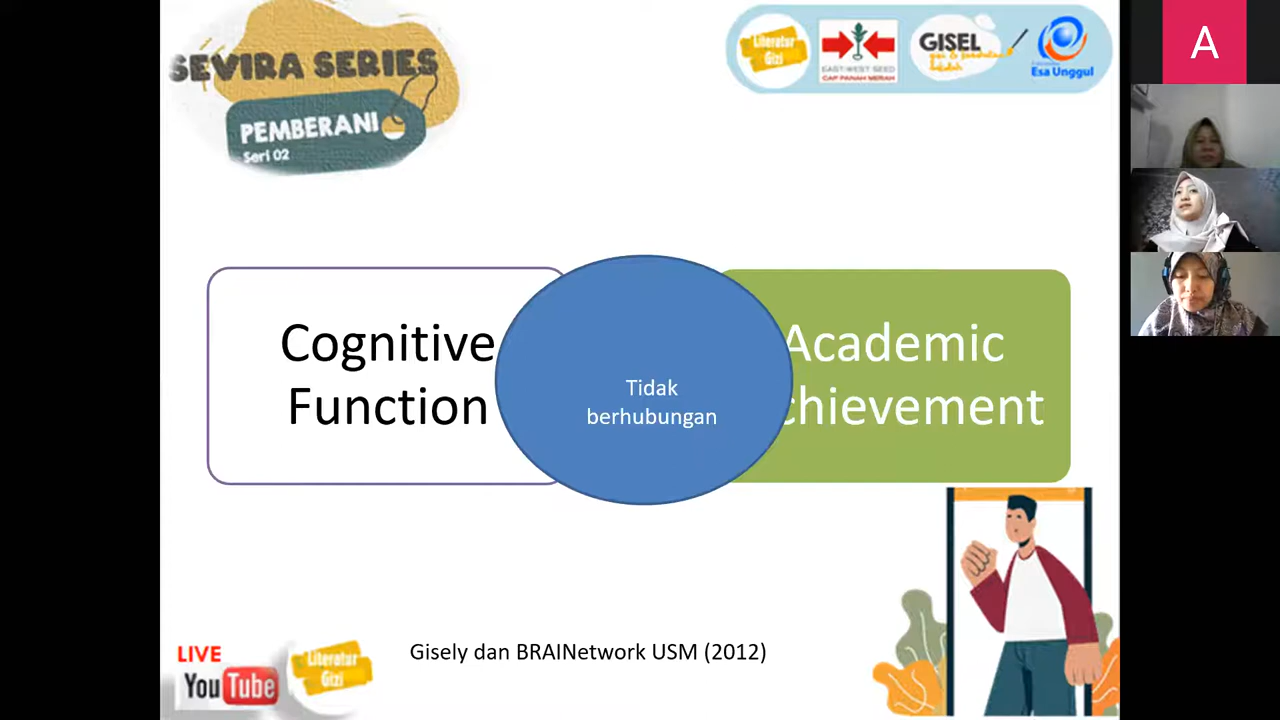 SEVIRA SERIES
PEMBERANI
Seri 02
Literatur
Gizi
EAST-WEST SEED
CAP PANAH MERAH
GISEL
Esa Unggul
A
Cognitive
Function
Tidak
berhubungan
Academic
chievement
Gisely dan BRAINetwork USM (2012)
LIVE
YouTube
Literatur
Gizi